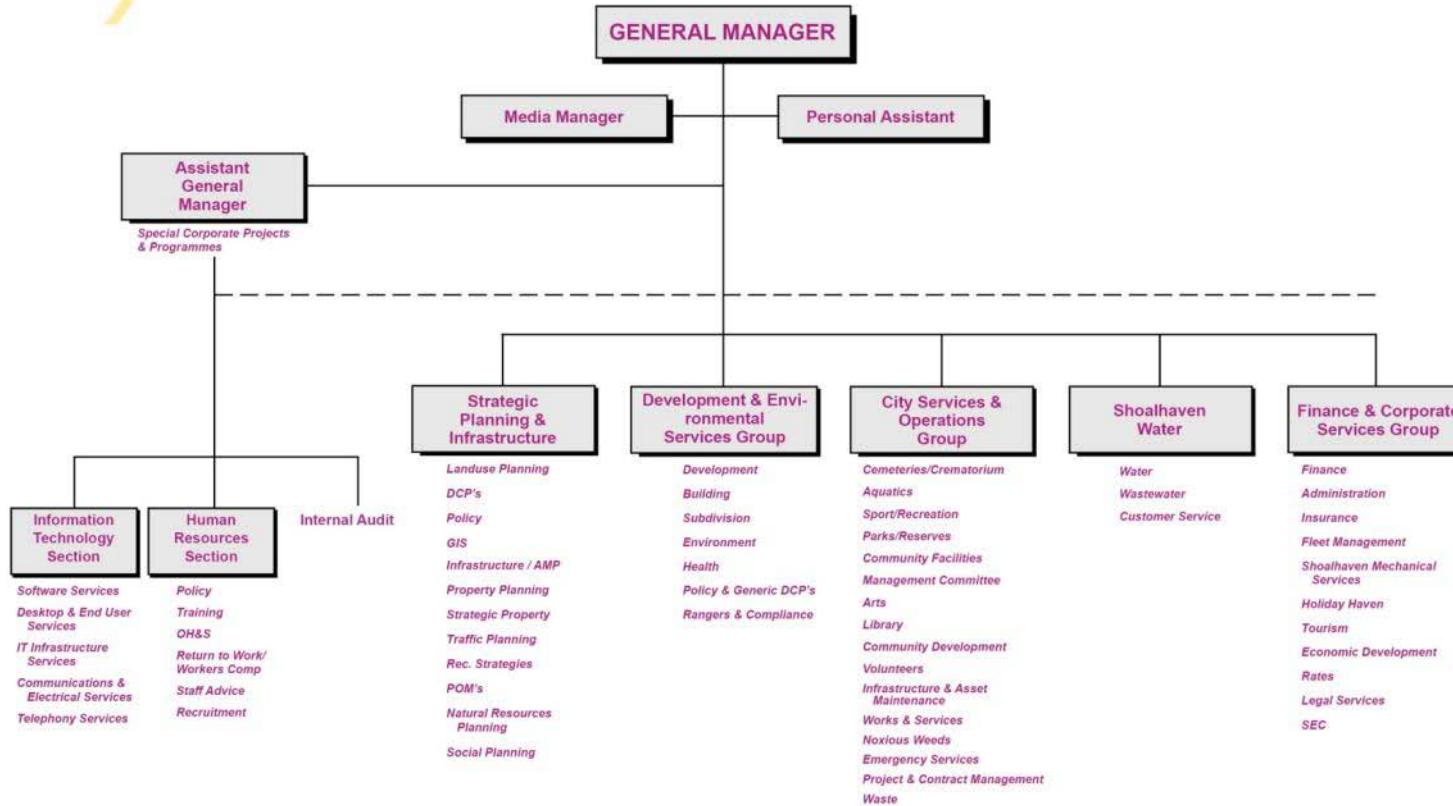 GENERAL MANAGER
Media Manager
Personal Assistant
Assistant
General
Manager
Special Corporate Projects
& Programmes
Strategic
Planning &
Infrastructure
Landuse Planning
DCP's
Policy
GIS
Infrastructure / AMP
Property Planning
Strategic Property
Traffic Planning
Rec. Strategies
POM's
Natural Resources
Planning
Social Planning
Development & Envi-
ronmental
Services Group
Development
Building
Subdivision
Environment
Health
Policy & Generic DCP's
Rangers & Compliance
City Services &
Operations
Group
Cemeteries/Crematorium
Aquatics
Sport/Recreation
Parks/Reserves
Community Facilities
Management Committee
Arts
Library
Community Development
Volunteers
Infrastructure & Asset
Maintenance
Works & Services
Noxious Weeds
Emergency Services
Project & Contract Management
Waste
Shoalhaven
Water
Water
Wastewater
Customer Service
Finance & Corporate
Services Group
Finance
Administration
Insurance
Fleet Management
Shoalhaven Mechanical
Services
Holiday Haven
Tourism
Economic Development
Rates
Legal Services
SEC
Information
Technology
Section
Software Services
Desktop & End User
Services
IT Infrastructure
Services
Communications &
Electrical Services
Telephony Services
Human
Resources
Section
Policy
Training
OH&S
Return to Work/
Workers Comp
Staff Advice
Recruitment
Internal Audit